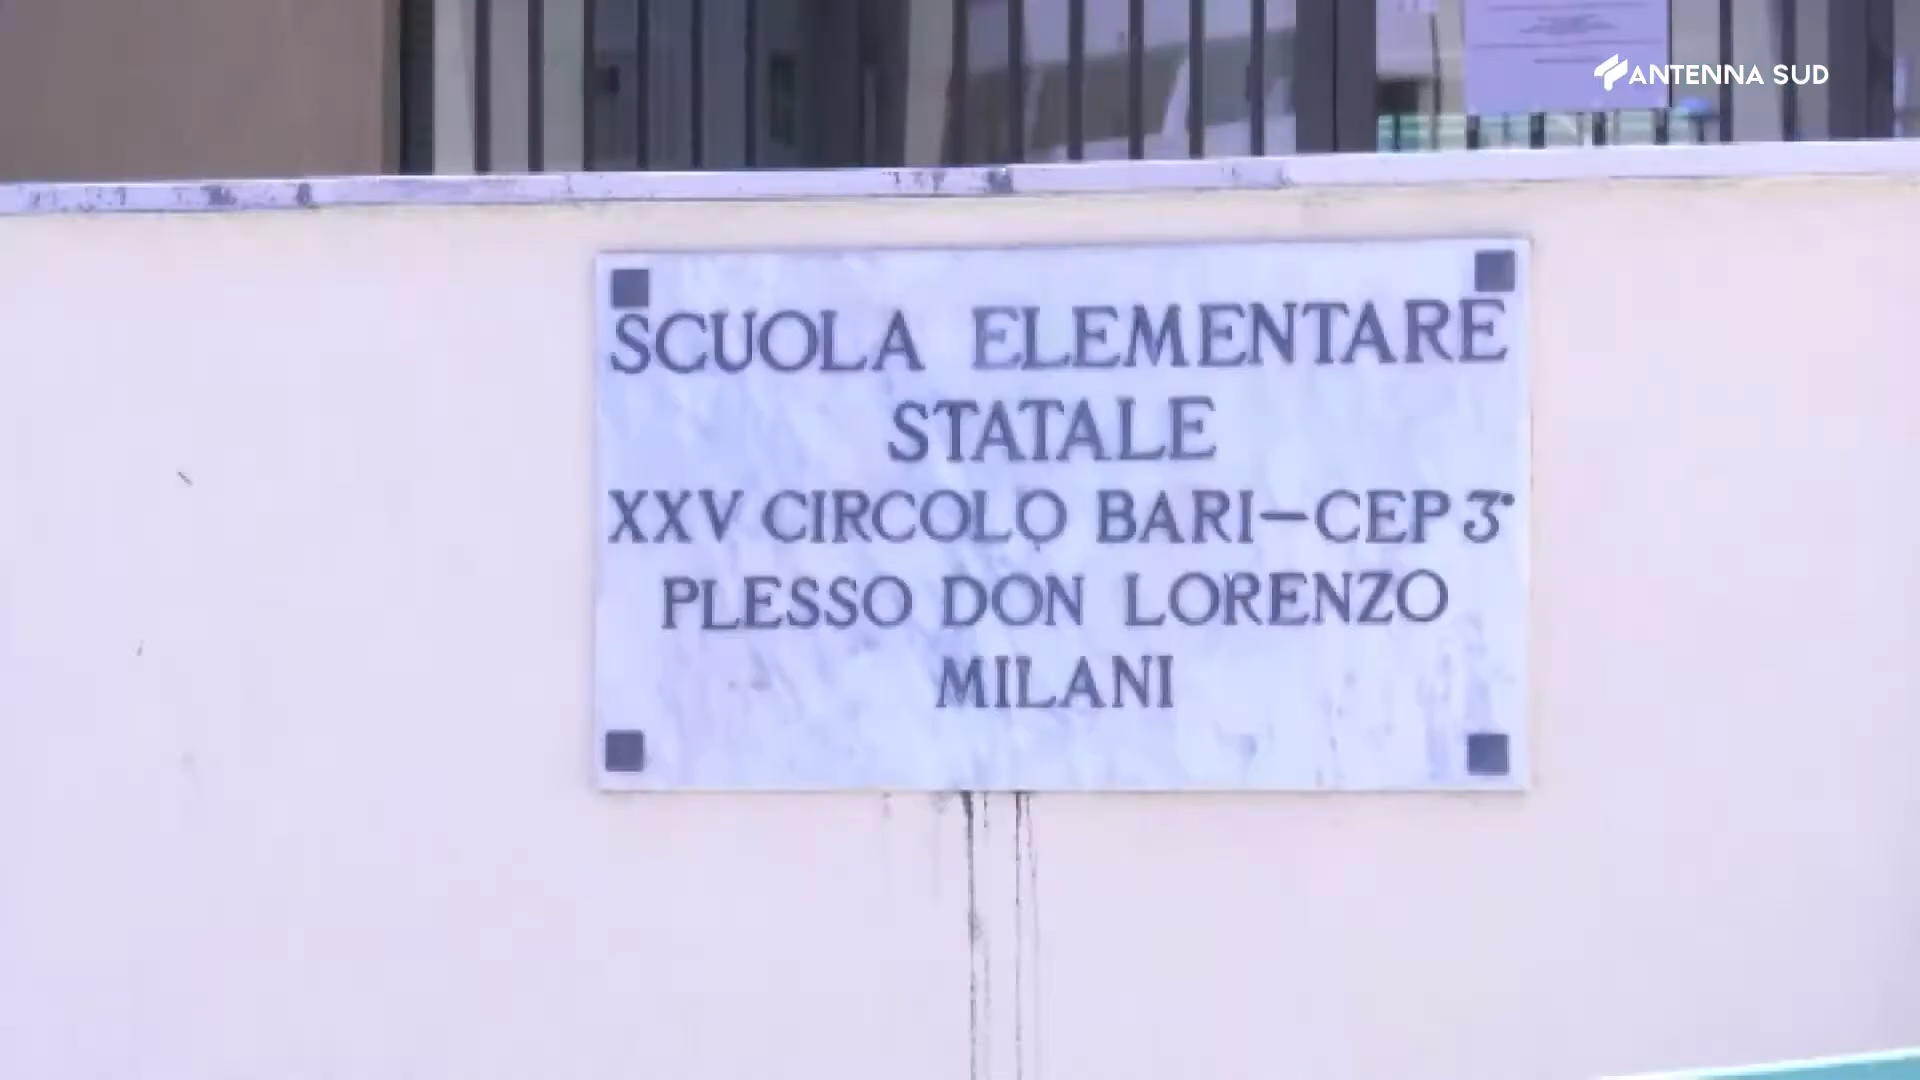 ANTENNA SUD
SCUOLA ELEMENTARE
STATALE
XXV CIRCOLO BARI-CEP 3°
PLESSO DON LORENZO
MILANI